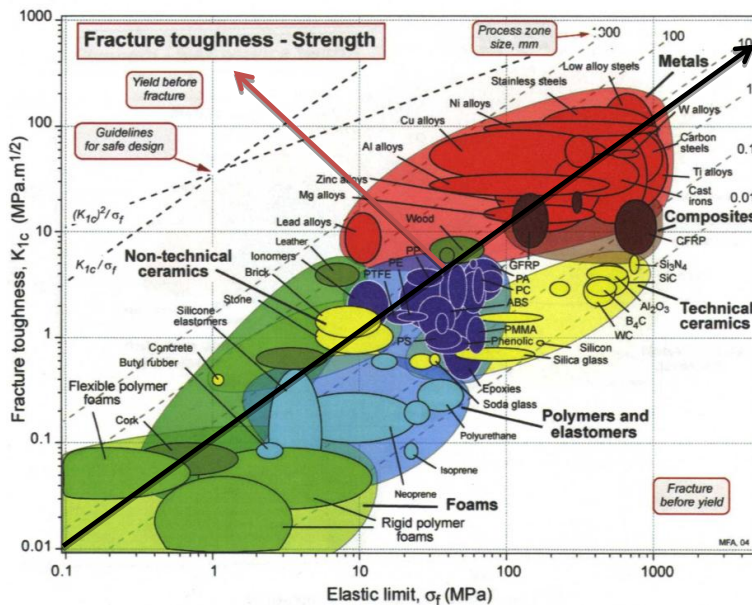 1000
Fracture toughness - Strength
Process zone
size, mm
1000
100
10
Low alloy steels
Metals
Stainless steels
Yield before
fracture
Ni alloys
W alloys
1
Cu alloys
100
Carbon
steels
Guidelines
for safe design
Al alloys
0.1
Zinc alloys
Ti alloys
Mg alloys
Cast
irons
0.01
(K1c)²/σf
Lead alloys
Wood
Composites
10
Leather
Non-technical
ceramics
Ionomers
PP
GFRP
CFRP
K1c/σf
Brick
PE
PA
Si3N4
PTFE
PC
SiC
Stone
ABS
Al2O3
Technical
ceramics
Silicone
elastomers
B4C
1
PMMA
WC
PS
Phenolic
Silicon
Concrete
Silica glass
Butyl rubber
Epoxies
Flexible polymer
foams
Soda glass
Polymers and
elastomers
Cork
Polyurethane
0.1
Isoprene
Neoprene
Foams
Fracture
before yield
Rigid polymer
foams
MFA, 04
0.01
0.1
1
10
100
1000
Elastic limit, σf (MPa)
Fracture toughness, K1c (MPa.m1/2)